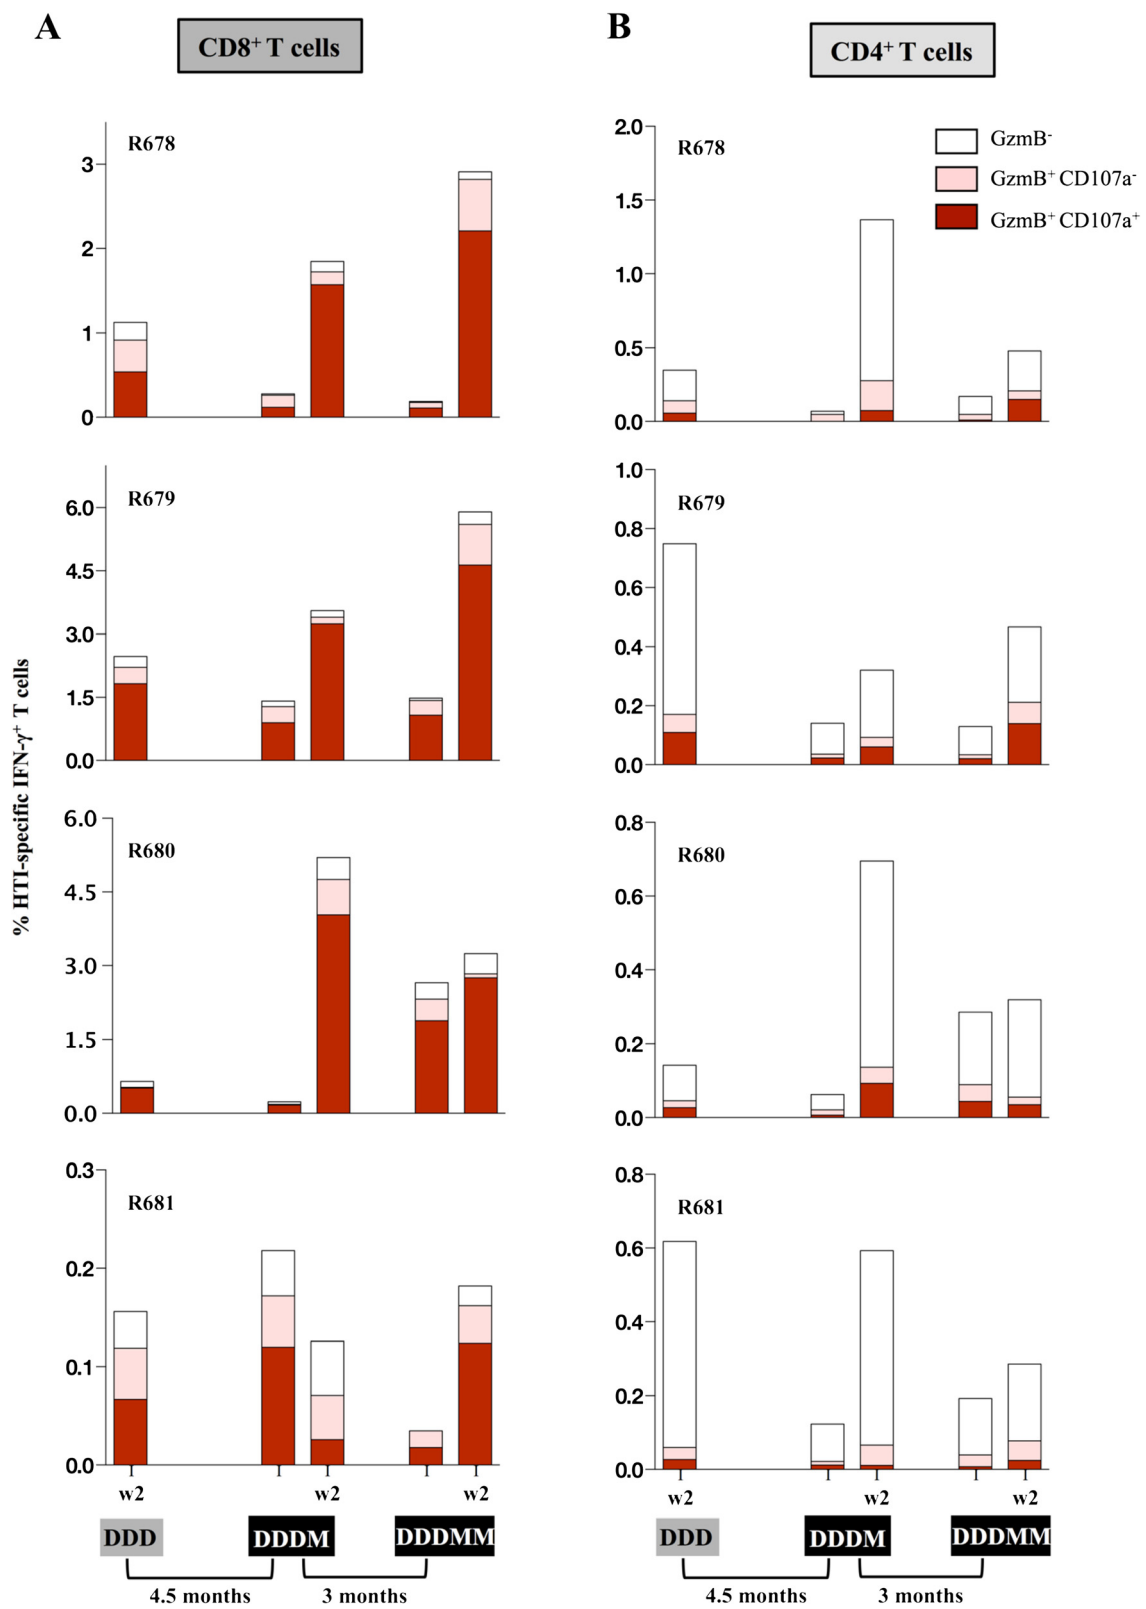 A
CD8⁺ T cells
B
CD4⁺ T cells
% HTI-specific IFN-γ⁺ T cells
R678
3
2
1
0
R678
2.0
1.5
1.0
0.5
0.0
GzmB⁻
GzmB⁺ CD107a⁻
GzmB⁺ CD107a⁺
R679
6.0
4.5
3.0
1.5
0.0
R679
1.0
0.8
0.6
0.4
0.2
0.0
R680
6.0
4.5
3.0
1.5
0.0
R680
0.8
0.6
0.4
0.2
0.0
R681
0.3
0.2
0.1
0.0
R681
0.8
0.6
0.4
0.2
0.0
w2 w2 w2
DDD DDDM DDDMM
4.5 months 3 months
w2 w2 w2
DDD DDDM DDDMM
4.5 months 3 months